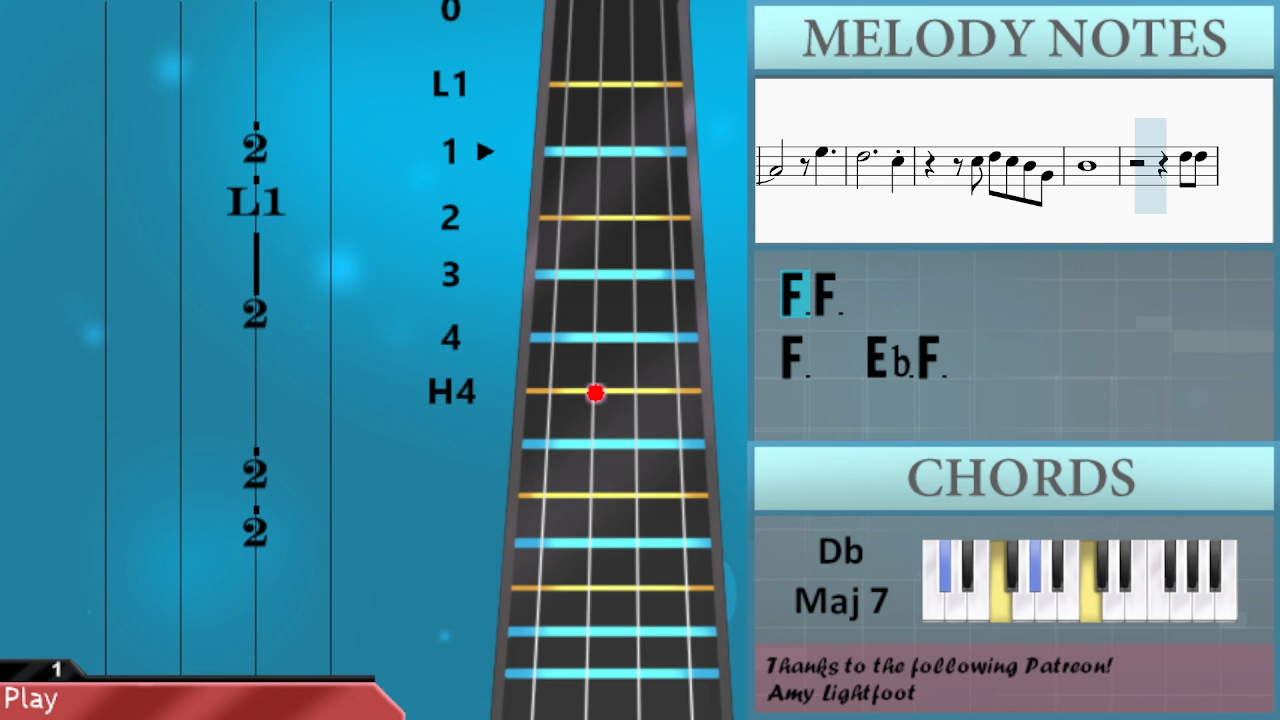 2
L1
2
2
2
1
Play
0
L1
1
2
3
4
H4
MELODY NOTES
F.F.
F. Eb.F.
CHORDS
Db
Maj 7
Thanks to the following Patreon!
Amy Lightfoot